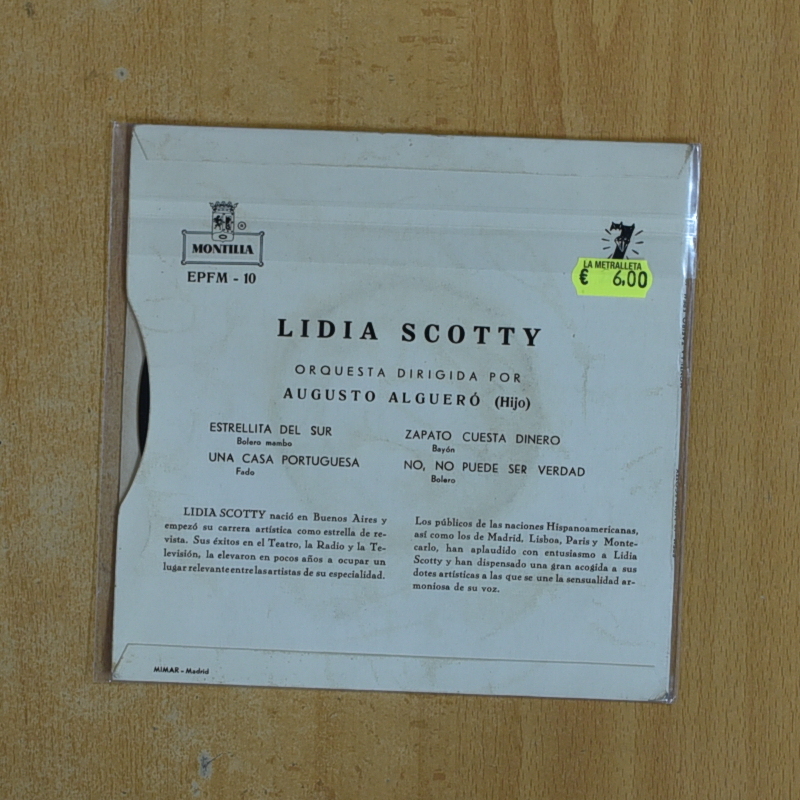 MONTILLA
®
EPFM - 10
LA METRALLETA
€ 6.00
LIDIA SCOTTY
ORQUESTA DIRIGIDA POR
AUGUSTO ALGUERÓ (Hijo)
ESTRELLITA DEL SUR
Bolero mambo
UNA CASA PORTUGUESA
Fado
ZAPATO CUESTA DINERO
Bayón
NO, NO PUEDE SER VERDAD
Bolero
LIDIA SCOTTY nació en Buenos Aires y
empezó su carrera artística como estrella de re-
vista. Sus éxitos en el Teatro, la Radio y la Te-
levisión, la elevaron en pocos años a ocupar un
lugar relevante entre las artistas de su especialidad.
Los públicos de las naciones Hispanoamericanas,
así como los de Madrid, Lisboa, París y Monte-
carlo, han aplaudido con entusiasmo a Lidia
Scotty y han dispensado una gran acogida a sus
dotes artísticas a las que se une la sensualidad ar-
moniosa de su voz.
MIMAR - Madrid